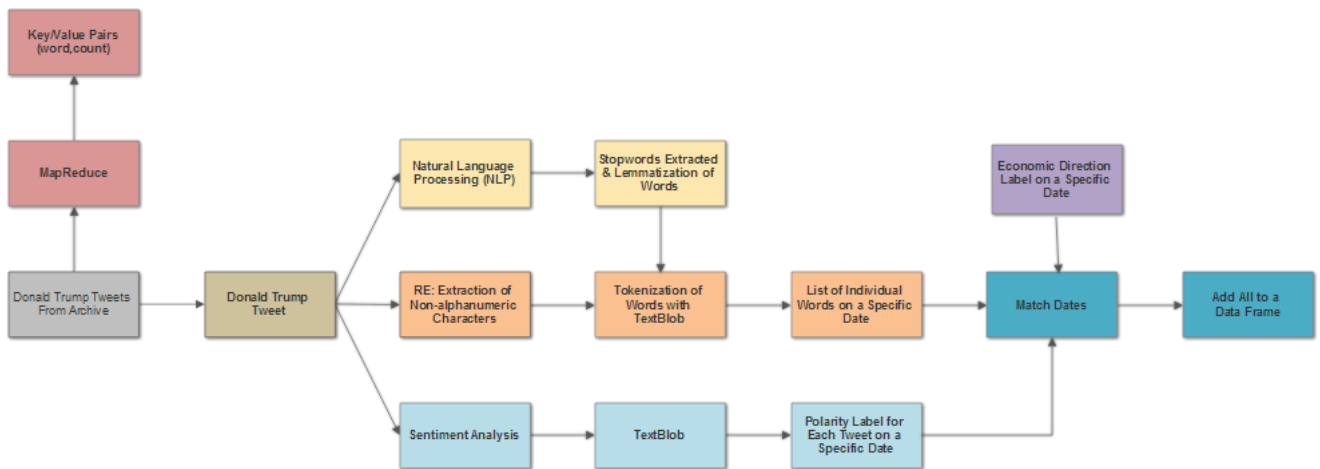 Key/Value Pairs
(word,count)
MapReduce
Donald Trump Tweets
From Archive
Donald Trump
Tweet
Natural Language
Processing (NLP)
Stopwords Extracted
& Lemmatization of
Words
RE: Extraction of
Non-alphanumeric
Characters
Tokenization of
Words with
TextBlob
List of Individual
Words on a Specific
Date
Economic Direction
Label on a Specific
Date
Match Dates
Add All to a
Data Frame
Sentiment Analysis
TextBlob
Polarity Label for
Each Tweet on a
Specific Date